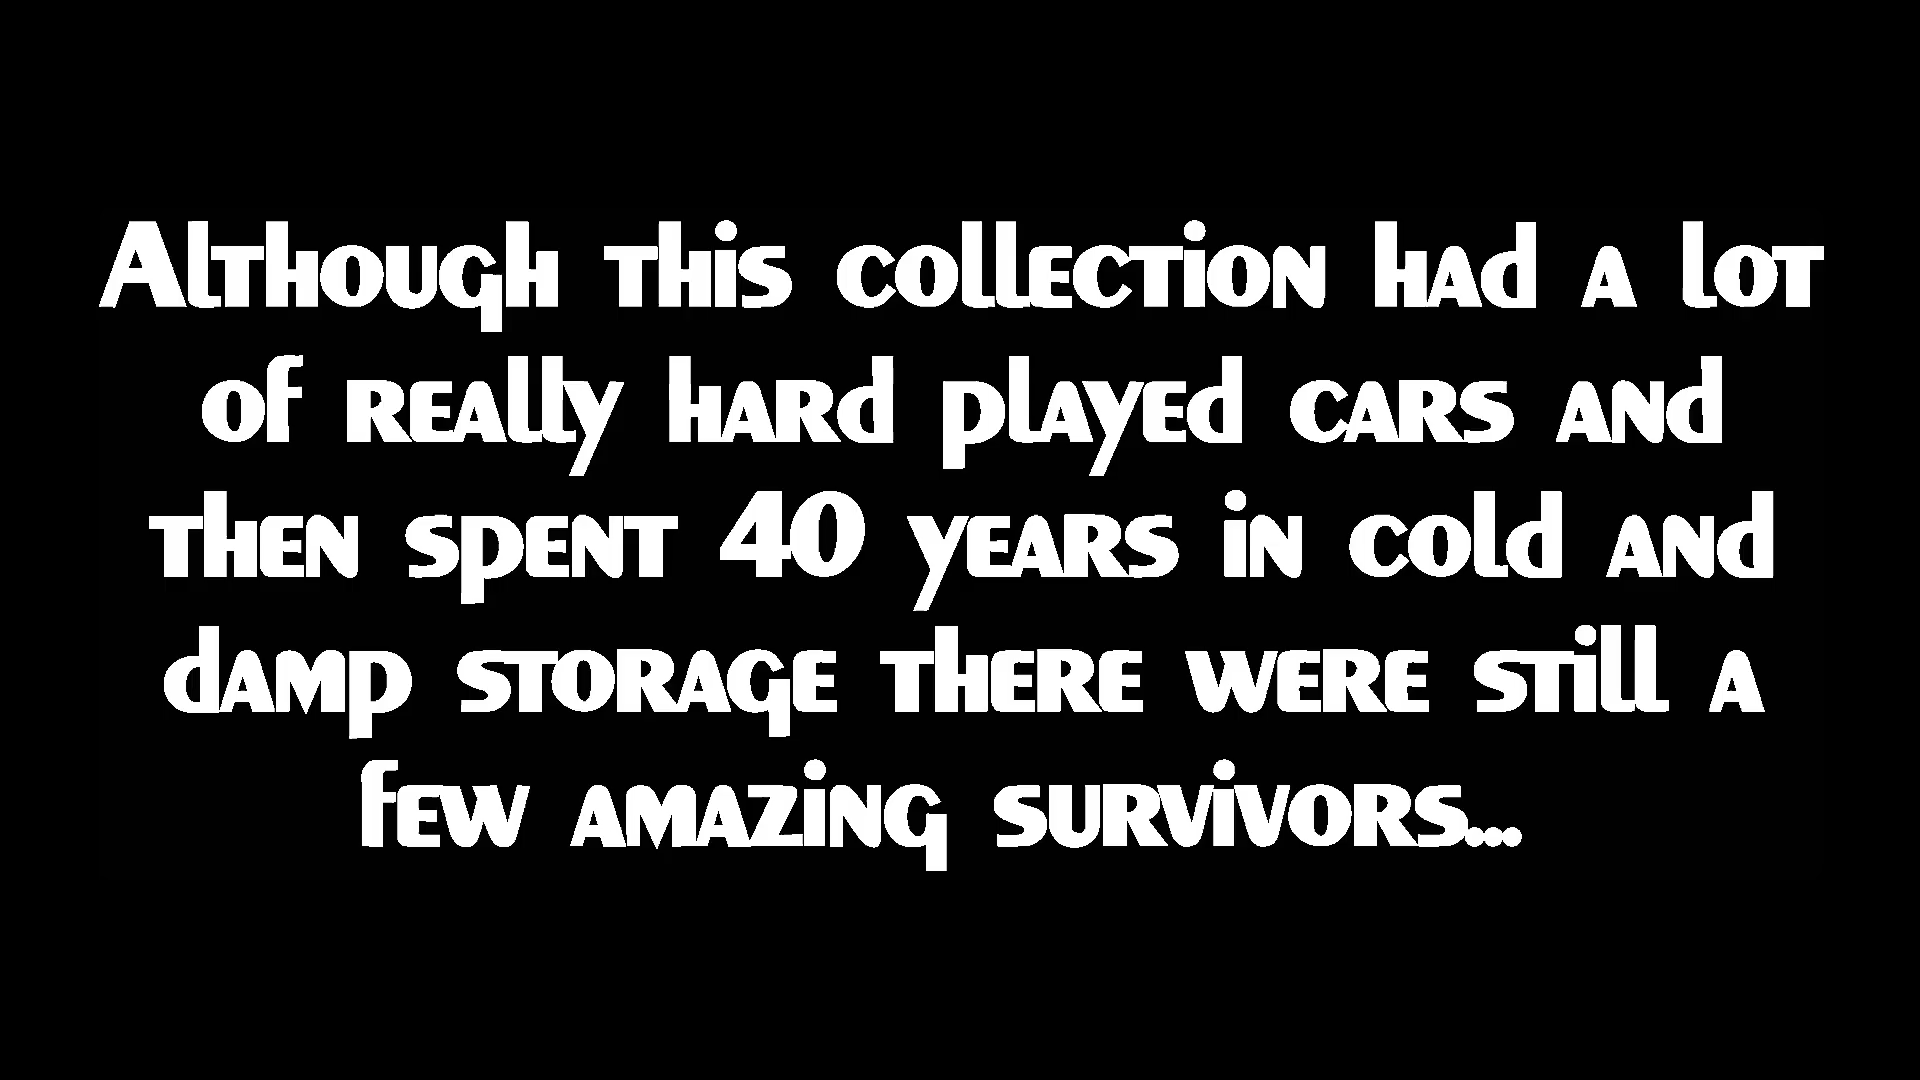 Although this collection had a lot
of really hard played cars and
then spent 40 years in cold and
damp storage there were still a
few amazing survivors...